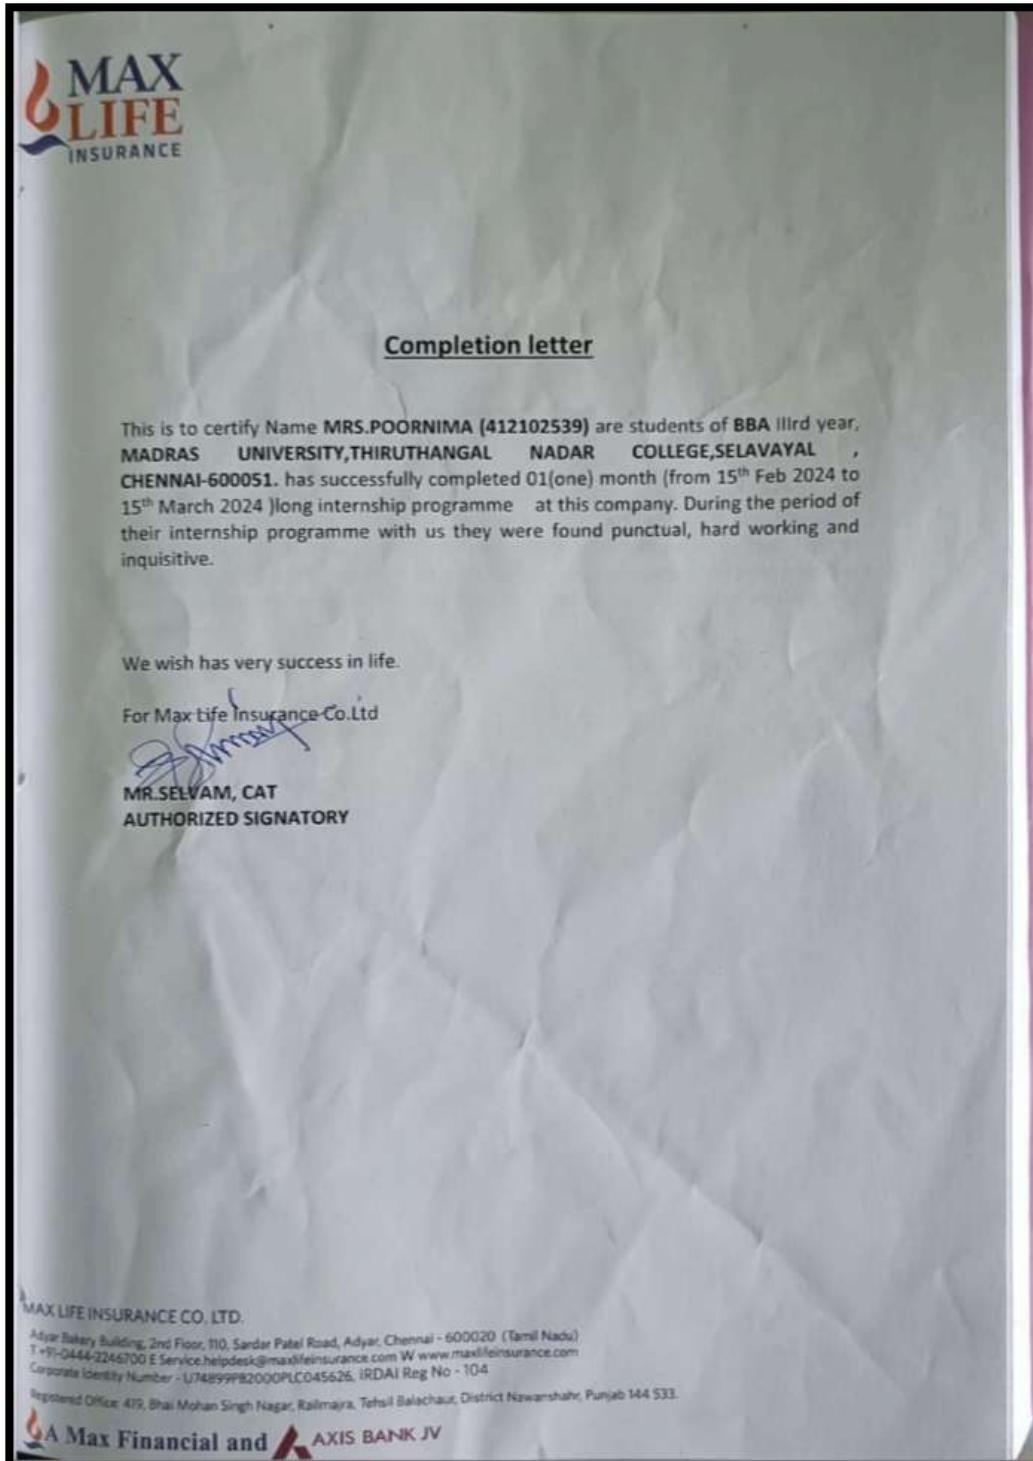 MAX
LIFE
INSURANCE
Completion letter
This is to certify Name MRS.POORNIMA (412102539) are students of BBA IIIrd year,
MADRAS UNIVERSITY,THIRUTHANGAL NADAR COLLEGE,SELAVAYAL ,
CHENNAI-600051. has successfully completed 01(one) month (from 15th Feb 2024 to
15th March 2024 )long internship programme at this company. During the period of
their internship programme with us they were found punctual, hard working and
inquisitive.
We wish has very success in life.
For Max Life Insurance Co.Ltd
MR.SELVAM, CAT
AUTHORIZED SIGNATORY
MAX LIFE INSURANCE CO. LTD.
Adyar Bakery Building, 2nd Floor, 110, Sardar Patel Road, Adyar, Chennai - 600020 (Tamil Nadu)
T +91-0444-2246700 E Service.helpdesk@maxlifeinsurance.com W www.maxlifeinsurance.com
Corporate Identity Number - U74899PB2000PLC045626, IRDAI Reg No - 104
Registered Office: 419, Bhai Mohan Singh Nagar, Railmajra, Tehsil Balachaur, District Nawanshahr, Punjab 144 533.
A Max Financial and AXIS BANK JV